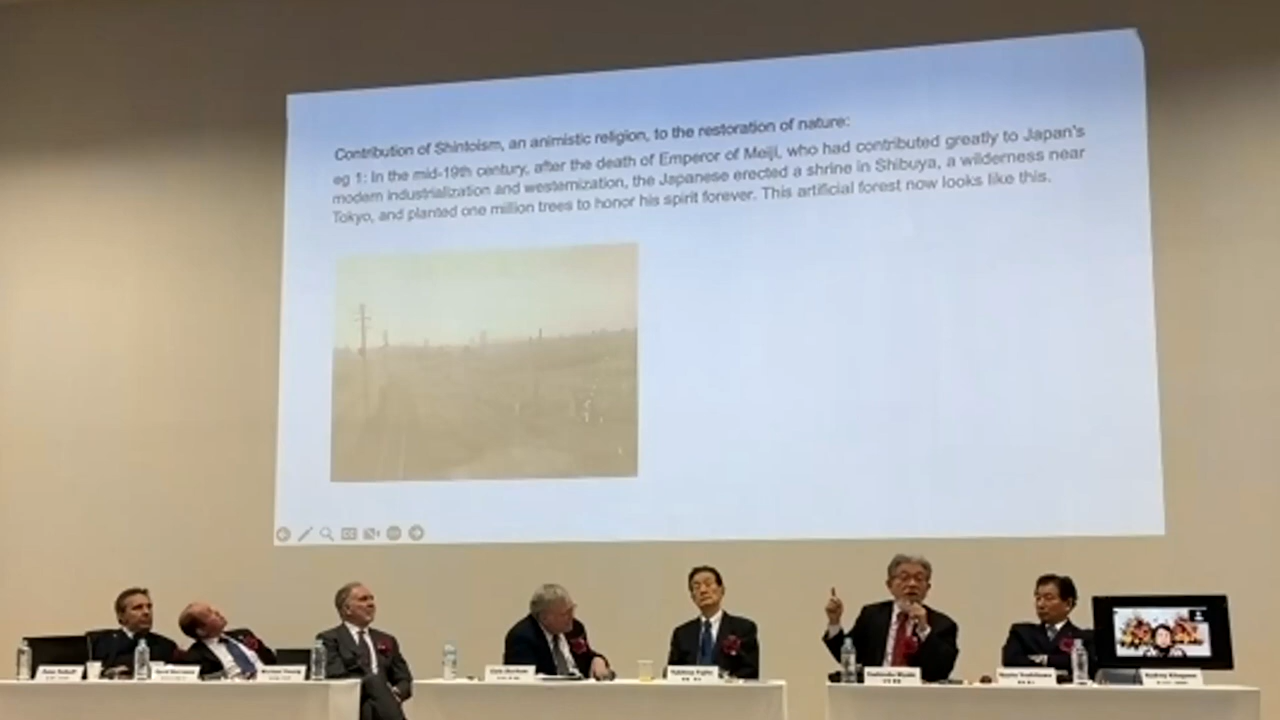 Contribution of Shintoism, an animistic religion, to the restoration of nature:
eg 1: In the mid-19th century, after the death of Emperor of Meiji, who had contributed greatly to Japan's
modern industrialization and westernization, the Japanese erected a shrine in Shibuya, a wilderness near
Tokyo, and planted one million trees to honor his spirit forever. This artificial forest now looks like this.